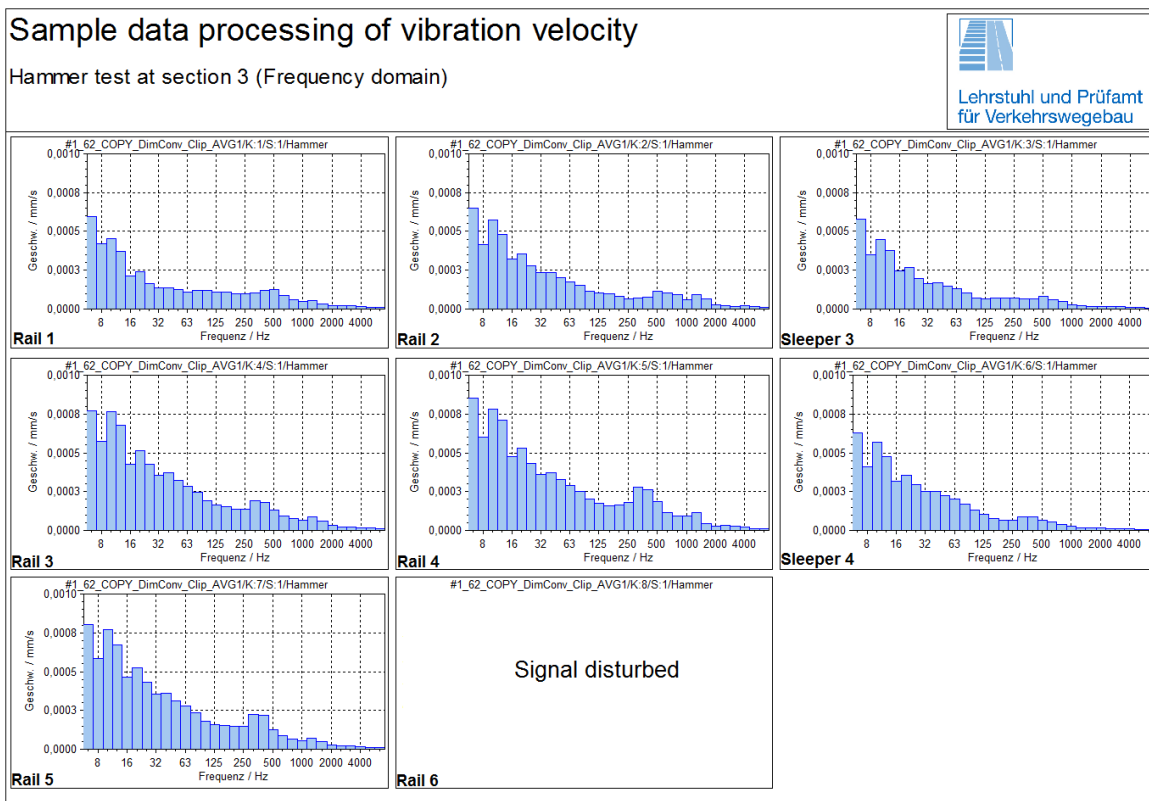 Sample data processing of vibration velocity
Hammer test at section 3 (Frequency domain)
Lehrstuhl und Prüfamt
für Verkehrswegebau
#1_62_COPY_DimConv_Clip_AVG1/K:1/S:1/Hammer
0,0010
0,0008
0,0005
0,0003
0,0000
Geschw. / mm/s
8 16 32 63 125 250 500 1000 2000 4000
Frequenz / Hz
Rail 1
#1_62_COPY_DimConv_Clip_AVG1/K:2/S:1/Hammer
0,0010
0,0008
0,0005
0,0003
0,0000
Geschw. / mm/s
8 16 32 63 125 250 500 1000 2000 4000
Frequenz / Hz
Rail 2
#1_62_COPY_DimConv_Clip_AVG1/K:3/S:1/Hammer
0,0010
0,0008
0,0005
0,0003
0,0000
Geschw. / mm/s
8 16 32 63 125 250 500 1000 2000 4000
Frequenz / Hz
Sleeper 3
#1_62_COPY_DimConv_Clip_AVG1/K:4/S:1/Hammer
0,0010
0,0008
0,0005
0,0003
0,0000
Geschw. / mm/s
8 16 32 63 125 250 500 1000 2000 4000
Frequenz / Hz
Rail 3
#1_62_COPY_DimConv_Clip_AVG1/K:5/S:1/Hammer
0,0010
0,0008
0,0005
0,0003
0,0000
Geschw. / mm/s
8 16 32 63 125 250 500 1000 2000 4000
Frequenz / Hz
Rail 4
#1_62_COPY_DimConv_Clip_AVG1/K:6/S:1/Hammer
0,0010
0,0008
0,0005
0,0003
0,0000
Geschw. / mm/s
8 16 32 63 125 250 500 1000 2000 4000
Frequenz / Hz
Sleeper 4
#1_62_COPY_DimConv_Clip_AVG1/K:7/S:1/Hammer
0,0010
0,0008
0,0005
0,0003
0,0000
Geschw. / mm/s
8 16 32 63 125 250 500 1000 2000 4000
Frequenz / Hz
Rail 5
#1_62_COPY_DimConv_Clip_AVG1/K:8/S:1/Hammer
Signal disturbed
Rail 6